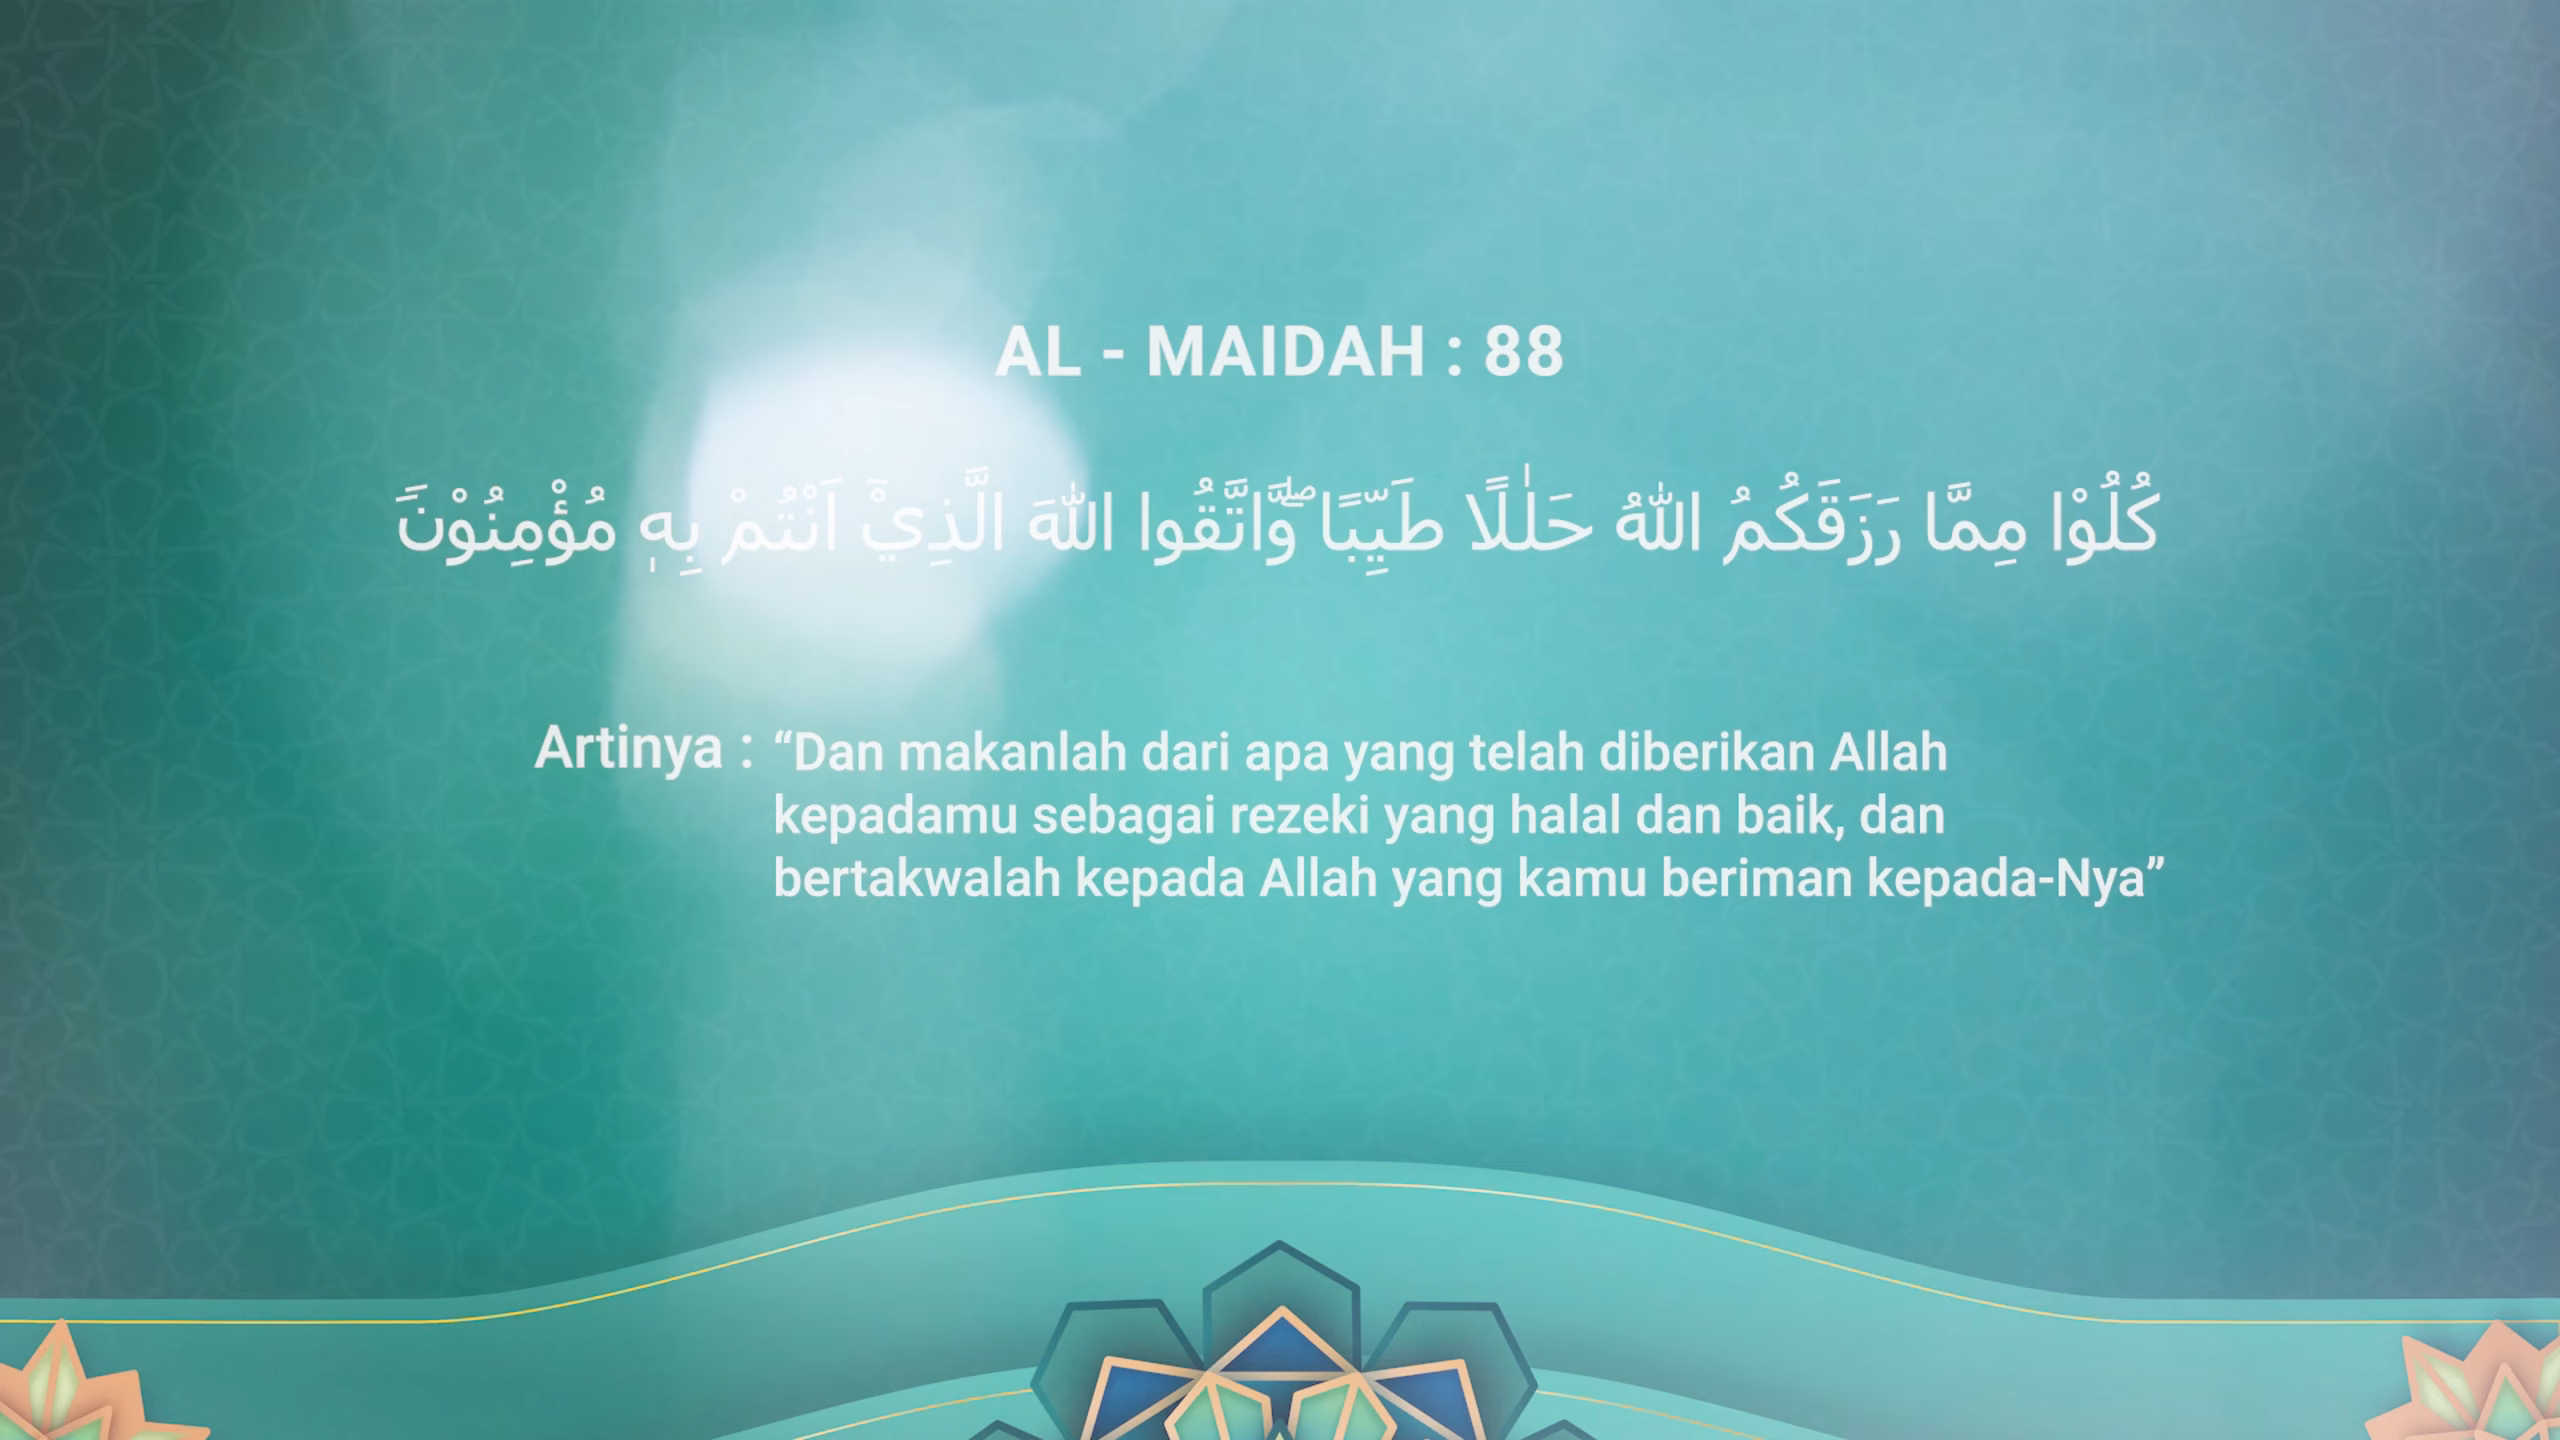 AL - MAIDAH : 88
كُلُوْا مِمَّا رَزَقَكُمُ اللّٰهُ حَلٰلًا طَيِّبًا ۖوَّاتَّقُوا اللّٰهَ الَّذِيْٓ اَنْتُمْ بِهٖ مُؤْمِنُوْنََ
Artinya : “Dan makanlah dari apa yang telah diberikan Allah
kepadamu sebagai rezeki yang halal dan baik, dan
bertakwalah kepada Allah yang kamu beriman kepada-Nya”